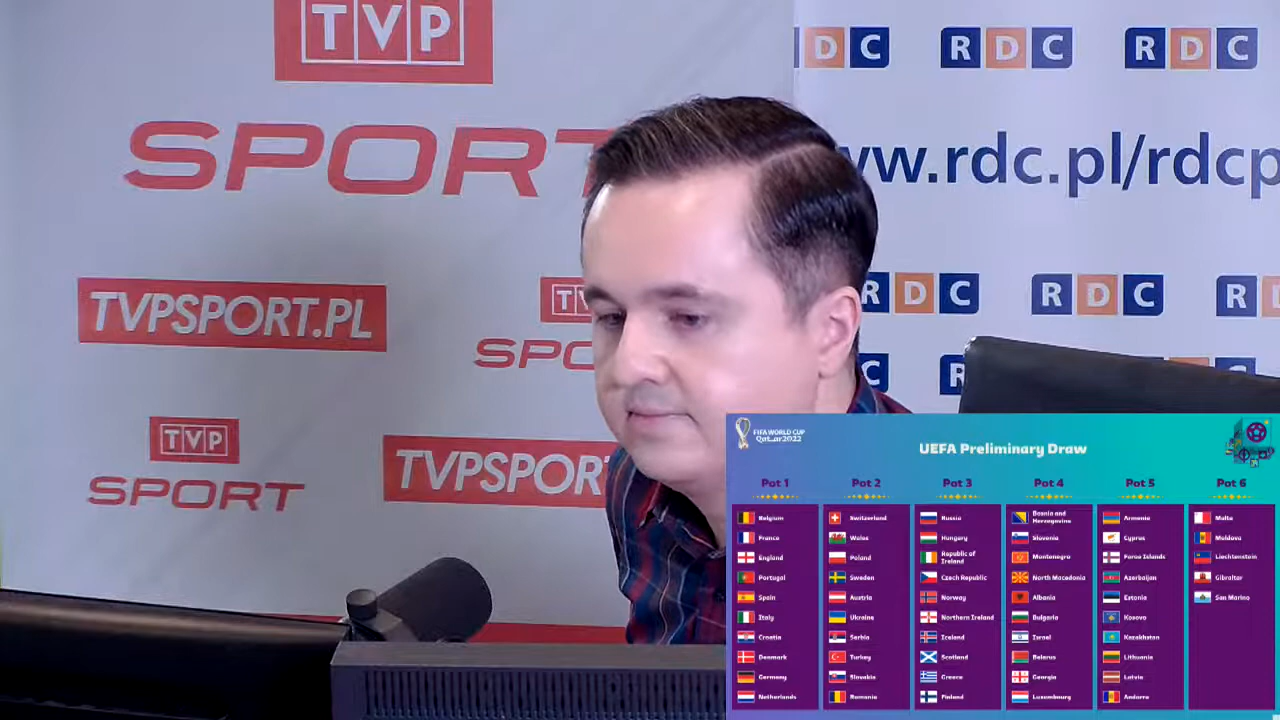 TVP
SPORT
RDC
RDC
RDC
www.rdc.pl/rdcp
TVPSPORT.PL
TVP
SPORT
RDC
RDC
RDC
TVP
SPORT
TVPSPORT
FIFA WORLD CUP
Qatar2022
UEFA Preliminary Draw
Pot 1
Belgium
France
England
Portugal
Spain
Italy
Croatia
Denmark
Germany
Netherlands
Pot 2
Switzerland
Wales
Poland
Sweden
Austria
Ukraine
Serbia
Turkey
Slovakia
Romania
Pot 3
Russia
Hungary
Republic of
Ireland
Czech Republic
Norway
Northern Ireland
Iceland
Scotland
Greece
Finland
Pot 4
Bosnia and
Herzegovina
Slovenia
Montenegro
North Macedonia
Albania
Bulgaria
Israel
Belarus
Georgia
Luxembourg
Pot 5
Armenia
Cyprus
Faroe Islands
Azerbaijan
Estonia
Kosovo
Kazakhstan
Lithuania
Latvia
Andorra
Pot 6
Malta
Moldova
Liechtenstein
Gibraltar
San Marino